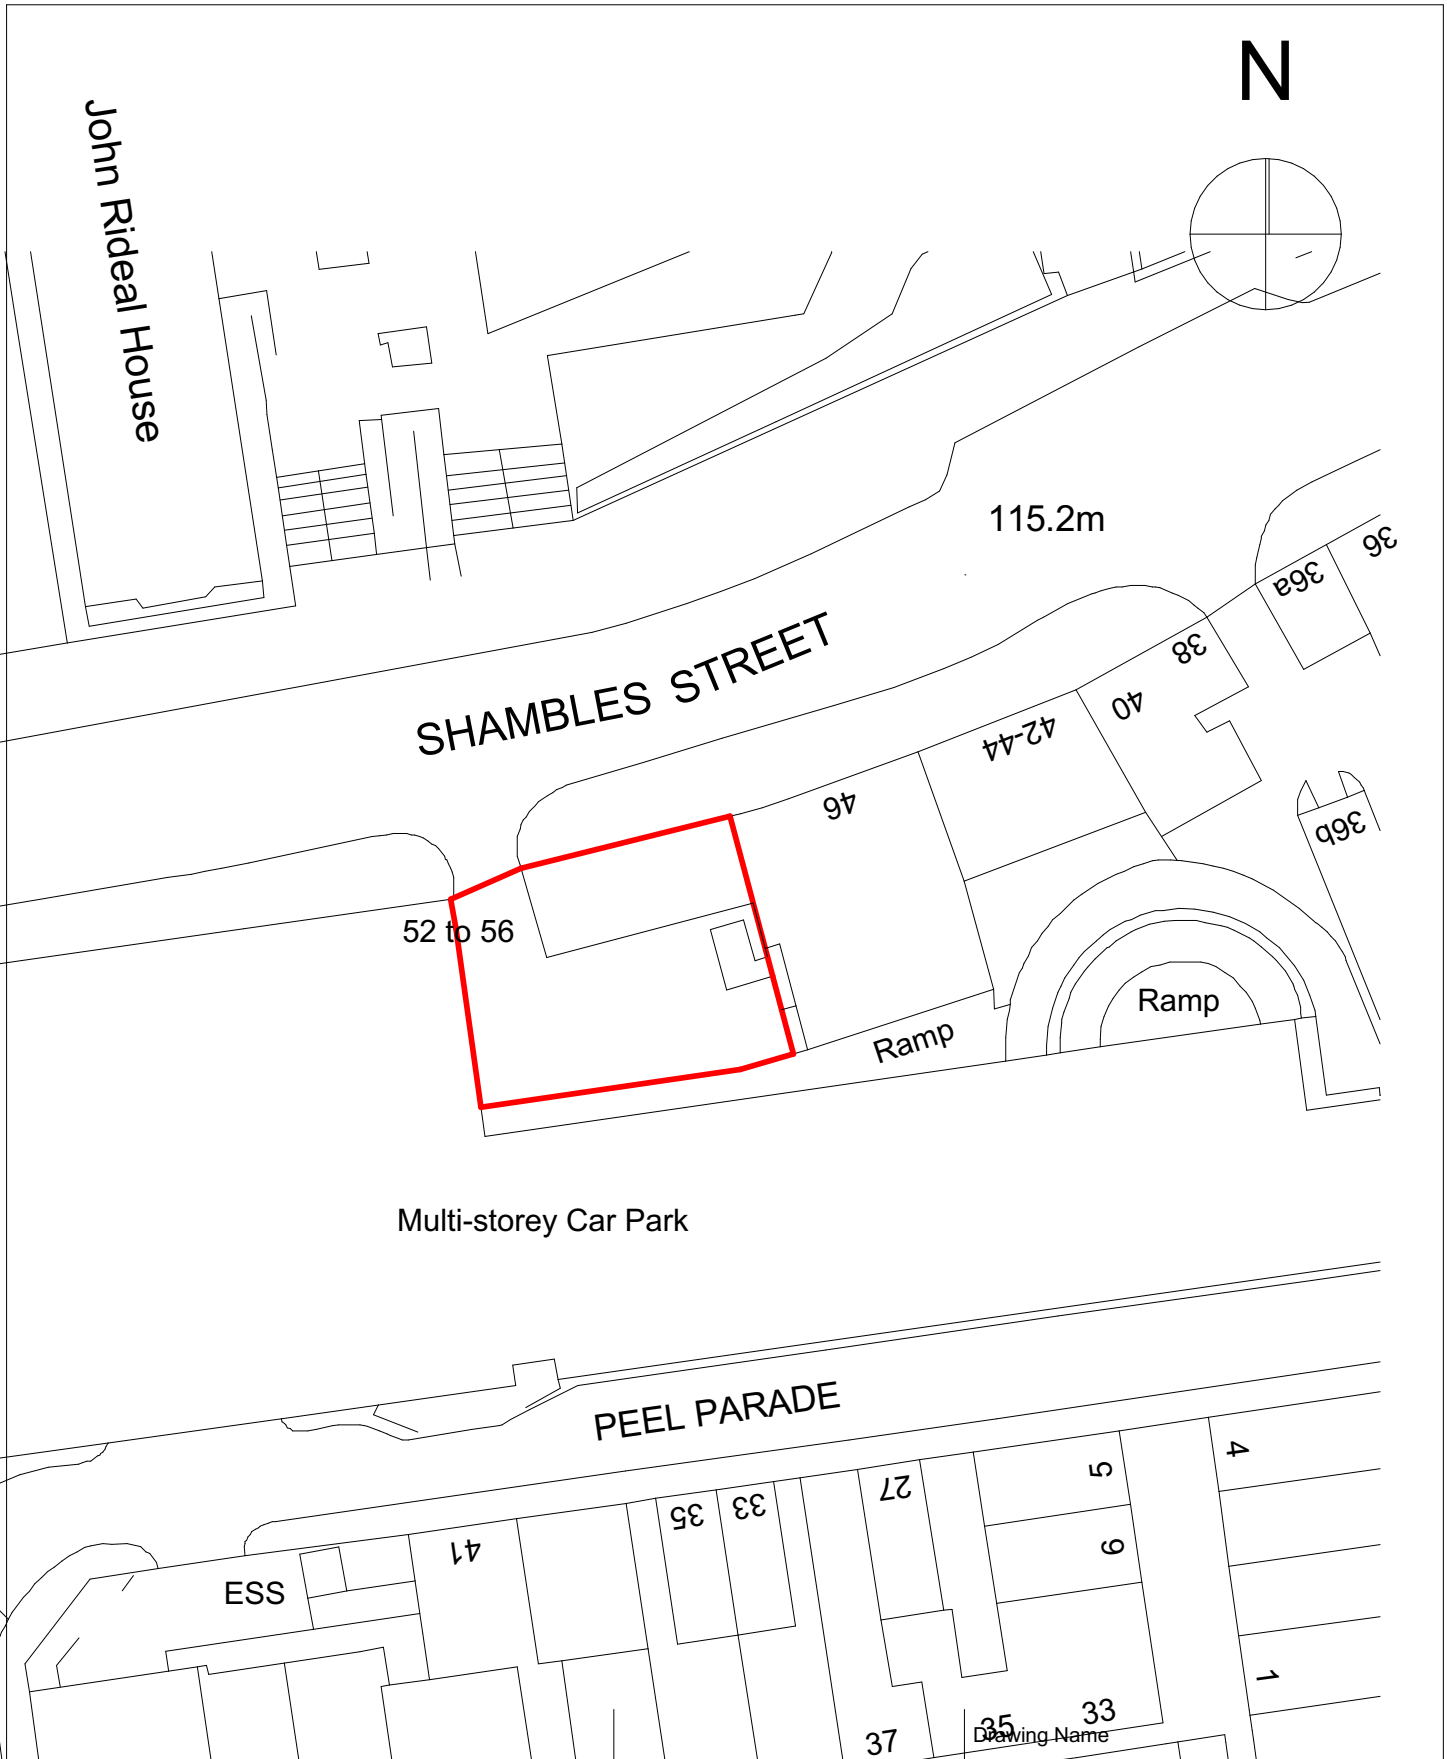 N
John Rideal House
115.2m
36
36a
SHAMBLES STREET
38
40
42-44
46
36b
52 to 56
Ramp
Ramp
Multi-storey Car Park
PEEL PARADE
4
5
27
33
35
41
9
ESS
1
33
35
37
Drawing Name